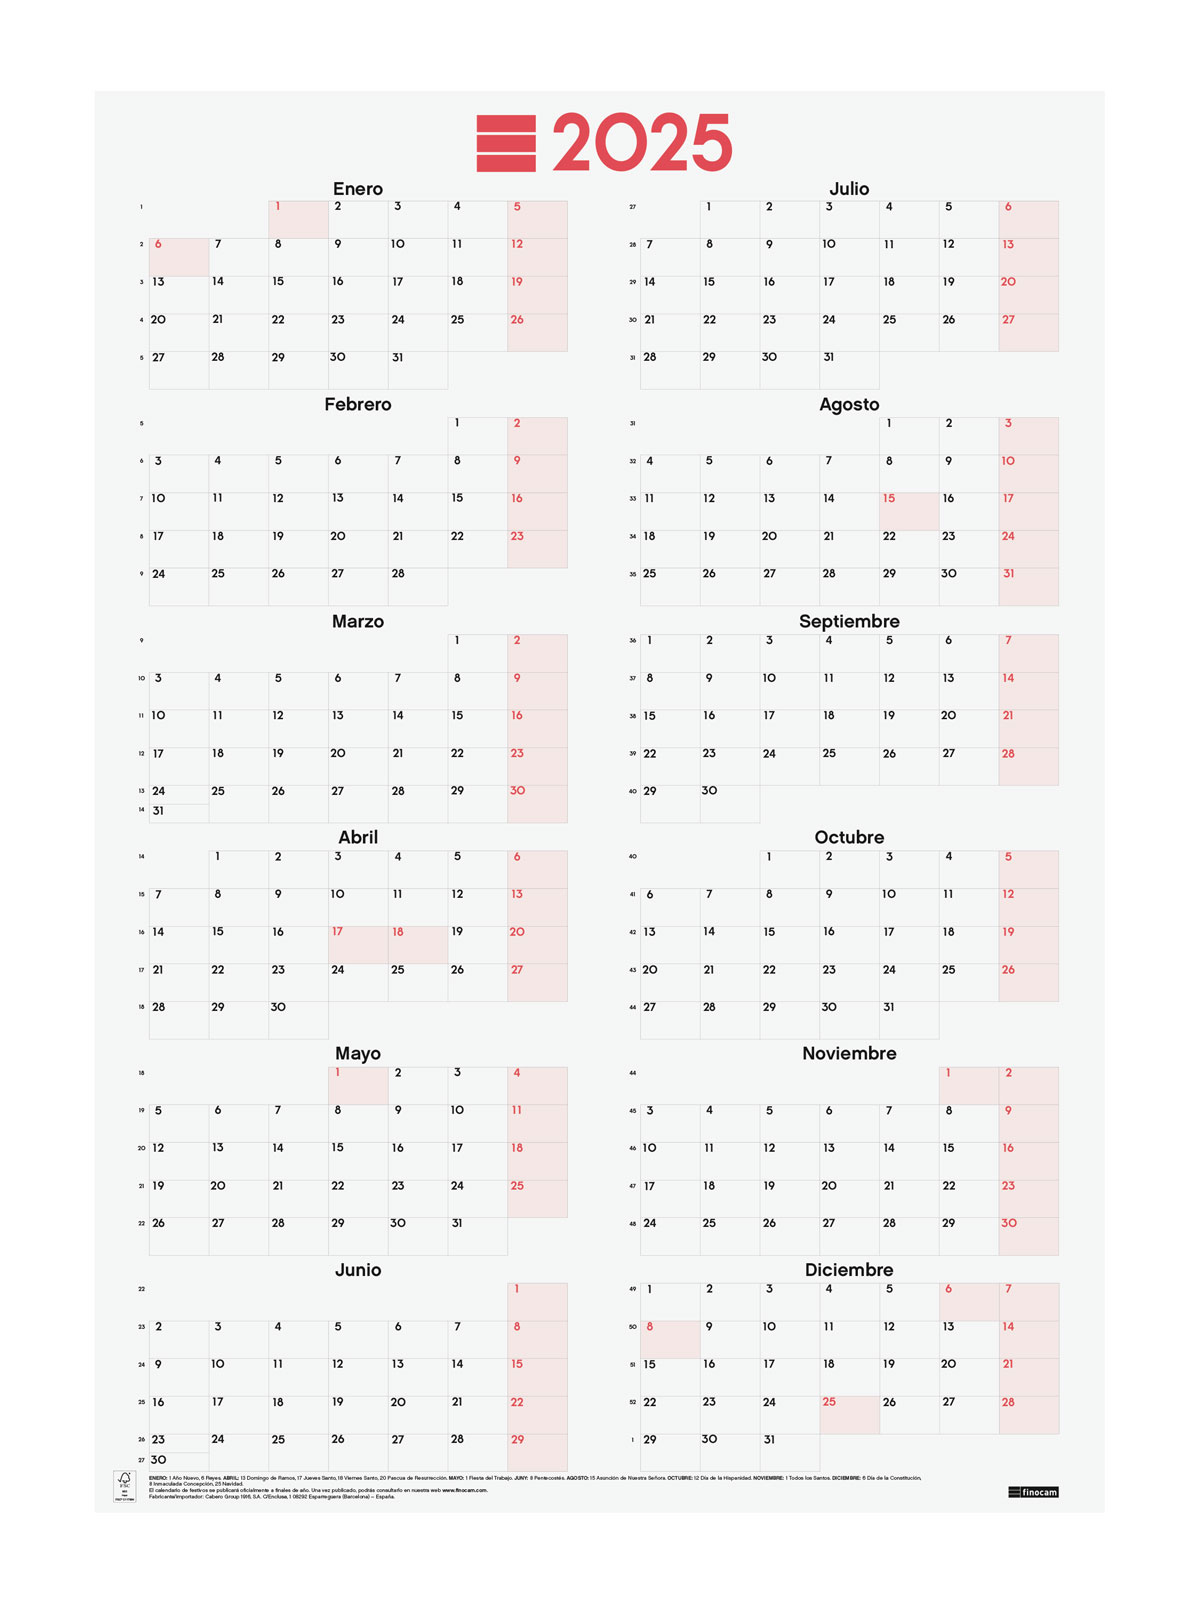 2025
Enero
1 1 2 3 4 5
2 6 7 8 9 10 11 12
3 13 14 15 16 17 18 19
4 20 21 22 23 24 25 26
5 27 28 29 30 31
Febrero
5 1 2
6 3 4 5 6 7 8 9
7 10 11 12 13 14 15 16
8 17 18 19 20 21 22 23
9 24 25 26 27 28
Marzo
9 1 2
10 3 4 5 6 7 8 9
11 10 11 12 13 14 15 16
12 17 18 19 20 21 22 23
13 24 25 26 27 28 29 30
14 31
Abril
14 1 2 3 4 5 6
15 7 8 9 10 11 12 13
16 14 15 16 17 18 19 20
17 21 22 23 24 25 26 27
18 28 29 30
Mayo
18 1 2 3 4
19 5 6 7 8 9 10 11
20 12 13 14 15 16 17 18
21 19 20 21 22 23 24 25
22 26 27 28 29 30 31
Junio
22 1
23 2 3 4 5 6 7 8
24 9 10 11 12 13 14 15
25 16 17 18 19 20 21 22
26 23 24 25 26 27 28 29
27 30
Julio
27 1 2 3 4 5 6
28 7 8 9 10 11 12 13
29 14 15 16 17 18 19 20
30 21 22 23 24 25 26 27
31 28 29 30 31
Agosto
31 1 2 3
32 4 5 6 7 8 9 10
33 11 12 13 14 15 16 17
34 18 19 20 21 22 23 24
35 25 26 27 28 29 30 31
Septiembre
36 1 2 3 4 5 6 7
37 8 9 10 11 12 13 14
38 15 16 17 18 19 20 21
39 22 23 24 25 26 27 28
40 29 30
Octubre
40 1 2 3 4 5
41 6 7 8 9 10 11 12
42 13 14 15 16 17 18 19
43 20 21 22 23 24 25 26
44 27 28 29 30 31
Noviembre
44 1 2
45 3 4 5 6 7 8 9
46 10 11 12 13 14 15 16
47 17 18 19 20 21 22 23
48 24 25 26 27 28 29 30
Diciembre
49 1 2 3 4 5 6 7
50 8 9 10 11 12 13 14
51 15 16 17 18 19 20 21
52 22 23 24 25 26 27 28
1 29 30 31
ENERO: 1 Año Nuevo, 6 Reyes. ABRIL: 13 Domingo de Ramos, 17 Jueves Santo, 18 Viernes Santo, 20 Pascua de Resurrección. MAYO: 1 Fiesta del Trabajo. JUNY: 8 Pentecostés. AGOSTO: 15 Asunción de Nuestra Señora. OCTUBRE: 12 Día de la Hispanidad. NOVIEMBRE: 1 Todos los Santos. DICIEMBRE: 6 Día de la Constitución,
8 Inmaculada Concepción, 25 Navidad.
El calendario de festivos se publicará oficialmente a finales de año. Una vez publicado, podrás consultarlo en nuestra web www.finocam.com.
Fabricante/importador: Cabero Group 1916, S.A. C/Enclusa, 1 08292 Esparreguera (Barcelona) – España.
FSC
finocam